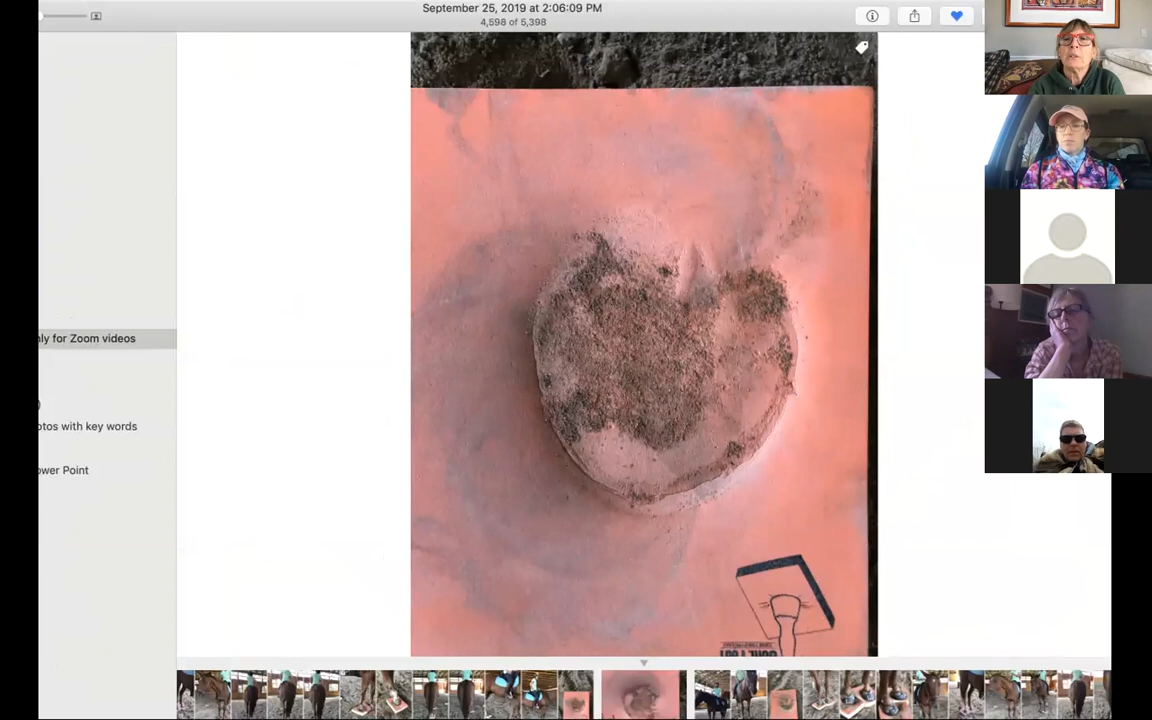 September 25, 2019 at 2:06:09 PM
4,598 of 5,398
nly for Zoom videos
)
otos with key words
ower Point